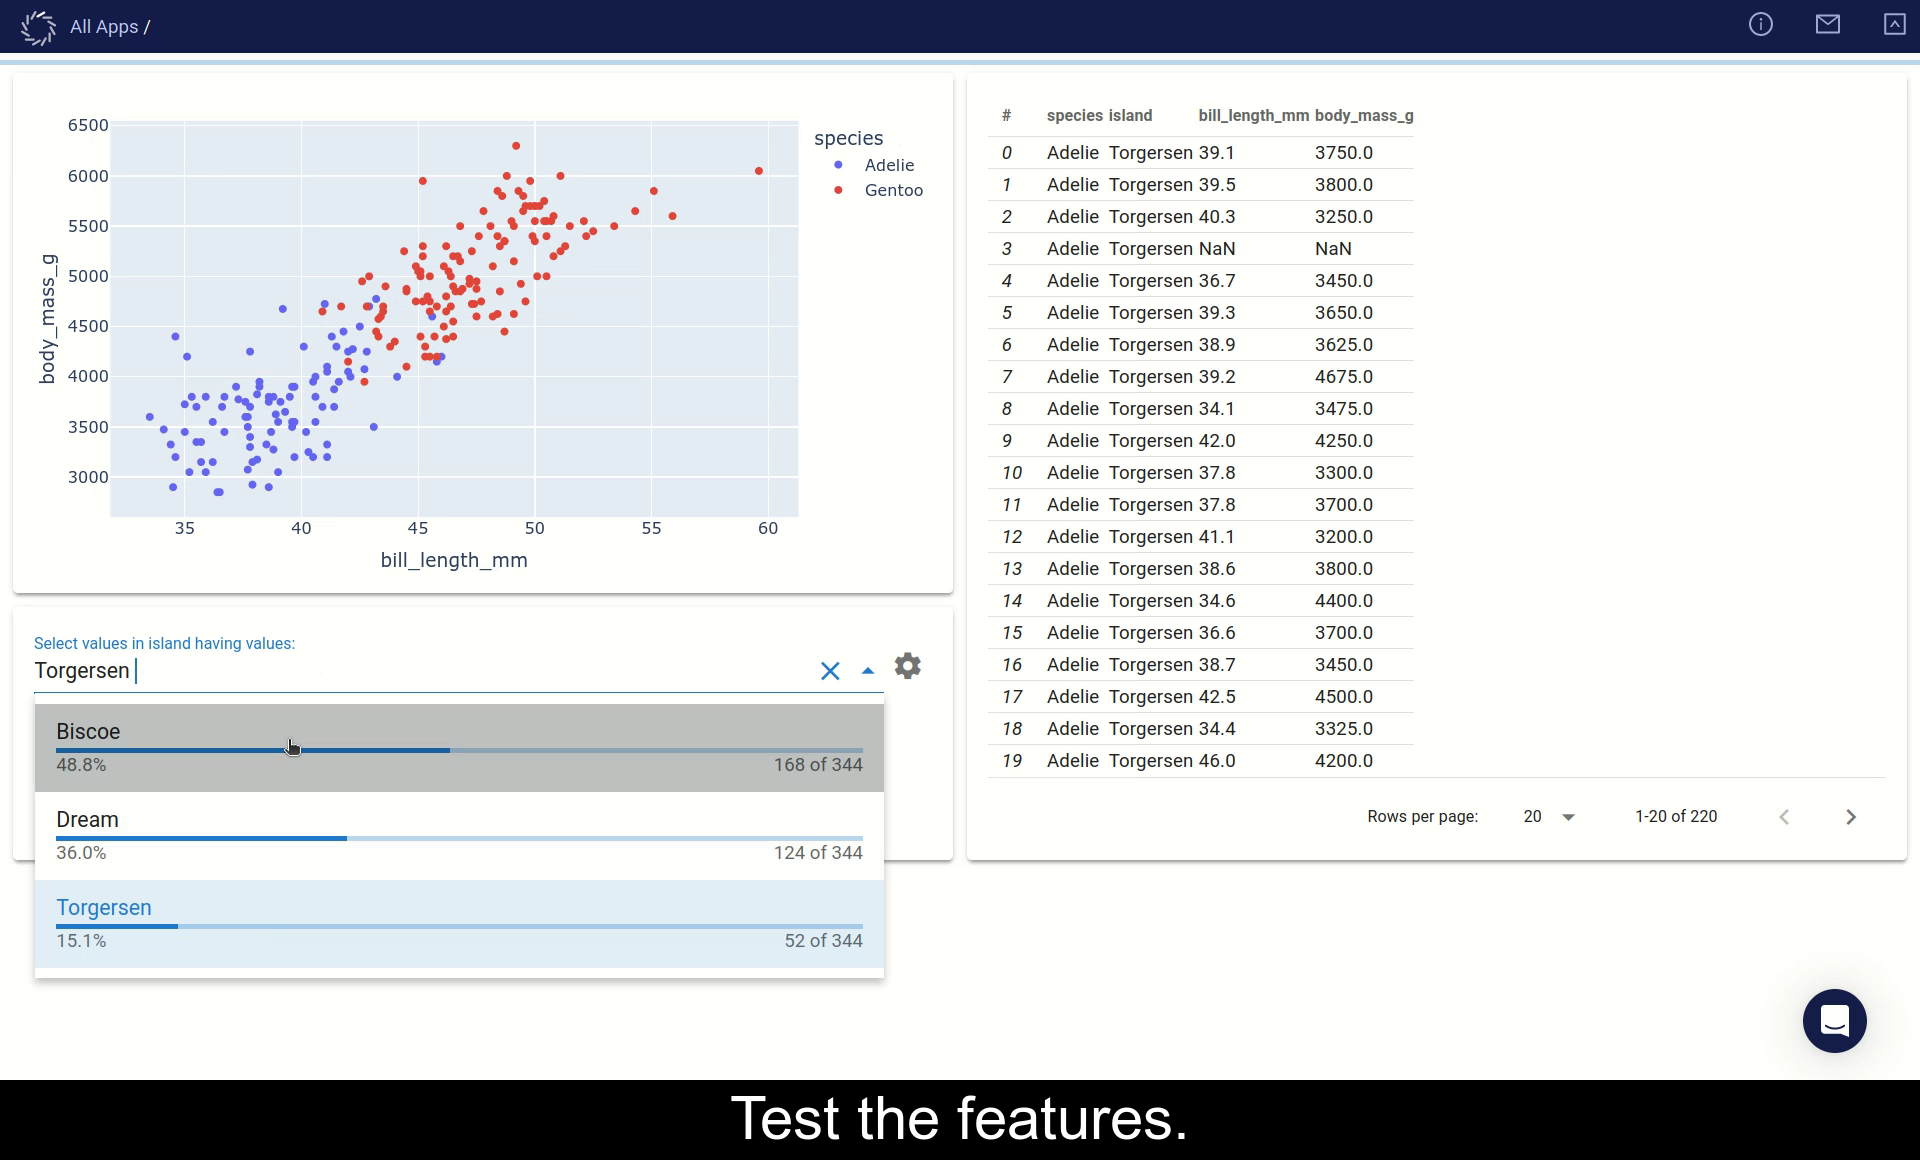 All Apps /
6500
6000
5500
5000
4500
4000
3500
3000
body_mass_g
35 40 45 50 55 60
bill_length_mm
species
Adelie
Gentoo
Select values in island having values:
Torgersen
Biscoe
48.8% 168 of 344
Dream
36.0% 124 of 344
Torgersen
15.1% 52 of 344
# species island bill_length_mm body_mass_g
0 Adelie Torgersen 39.1 3750.0
1 Adelie Torgersen 39.5 3800.0
2 Adelie Torgersen 40.3 3250.0
3 Adelie Torgersen NaN NaN
4 Adelie Torgersen 36.7 3450.0
5 Adelie Torgersen 39.3 3650.0
6 Adelie Torgersen 38.9 3625.0
7 Adelie Torgersen 39.2 4675.0
8 Adelie Torgersen 34.1 3475.0
9 Adelie Torgersen 42.0 4250.0
10 Adelie Torgersen 37.8 3300.0
11 Adelie Torgersen 37.8 3700.0
12 Adelie Torgersen 41.1 3200.0
13 Adelie Torgersen 38.6 3800.0
14 Adelie Torgersen 34.6 4400.0
15 Adelie Torgersen 36.6 3700.0
16 Adelie Torgersen 38.7 3450.0
17 Adelie Torgersen 42.5 4500.0
18 Adelie Torgersen 34.4 3325.0
19 Adelie Torgersen 46.0 4200.0
Rows per page: 20 1-20 of 220
Test the features.